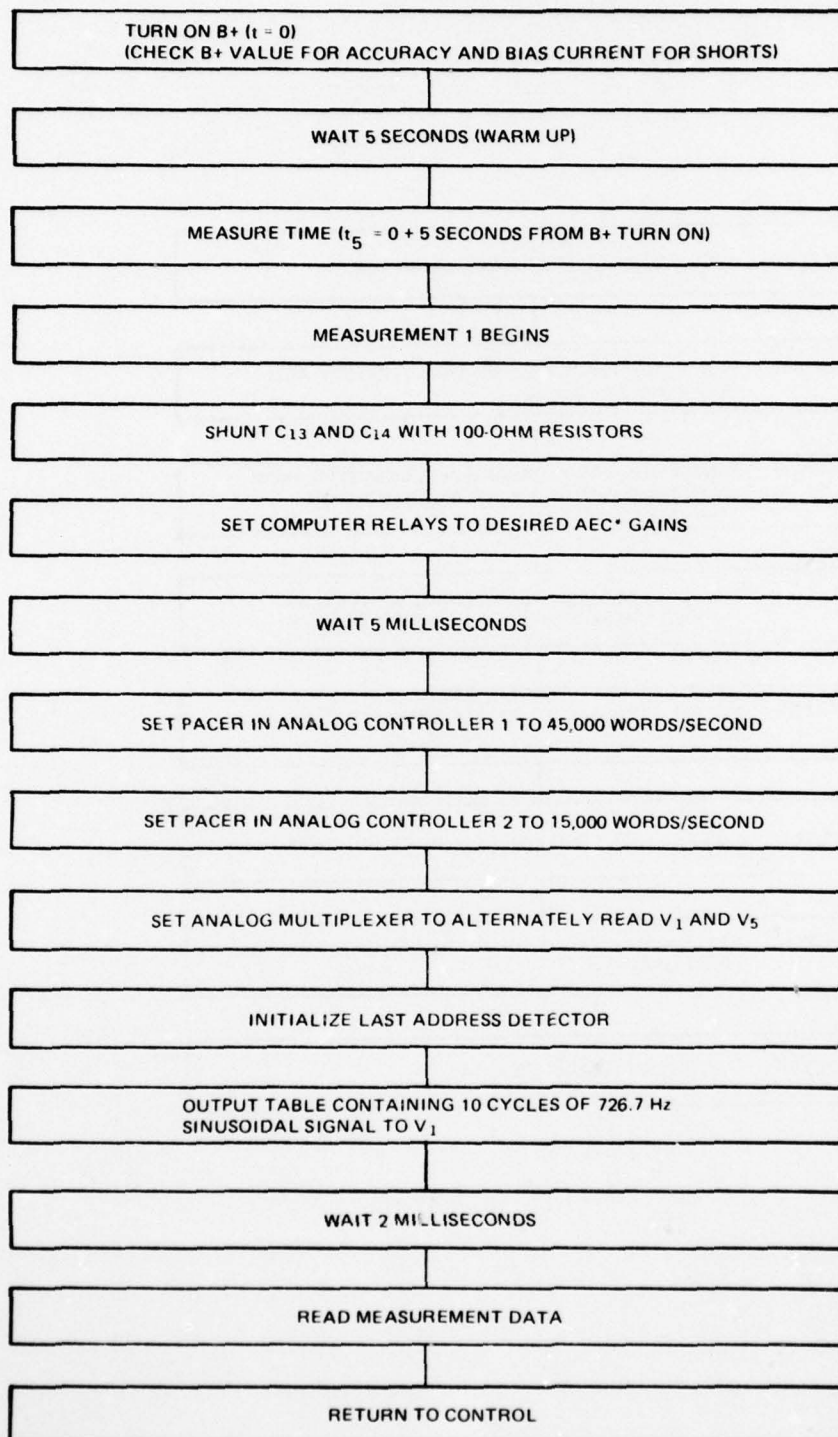 TURN ON B+ (t = 0)
(CHECK B+ VALUE FOR ACCURACY AND BIAS CURRENT FOR SHORTS)
WAIT 5 SECONDS (WARM UP)
MEASURE TIME (t5 = 0 + 5 SECONDS FROM B+ TURN ON)
MEASUREMENT 1 BEGINS
SHUNT C13 AND C14 WITH 100-OHM RESISTORS
SET COMPUTER RELAYS TO DESIRED AEC* GAINS
WAIT 5 MILLISECONDS
SET PACER IN ANALOG CONTROLLER 1 TO 45,000 WORDS/SECOND
SET PACER IN ANALOG CONTROLLER 2 TO 15,000 WORDS/SECOND
SET ANALOG MULTIPLEXER TO ALTERNATELY READ V1 AND V5
INITIALIZE LAST ADDRESS DETECTOR
OUTPUT TABLE CONTAINING 10 CYCLES OF 726.7 Hz
SINUSOIDAL SIGNAL TO V1
WAIT 2 MILLISECONDS
READ MEASUREMENT DATA
RETURN TO CONTROL